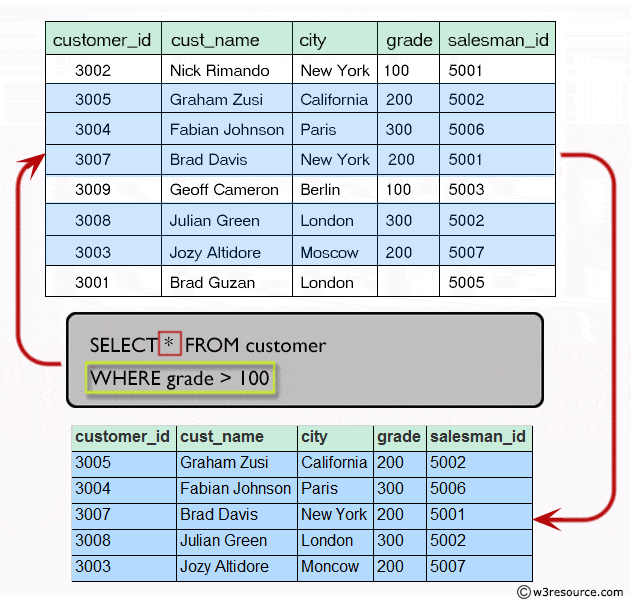 customer_id cust_name city grade salesman_id
3002 Nick Rimando New York 100 5001
3005 Graham Zusi California 200 5002
3004 Fabian Johnson Paris 300 5006
3007 Brad Davis New York 200 5001
3009 Geoff Cameron Berlin 100 5003
3008 Julian Green London 300 5002
3003 Jozy Altidore Moscow 200 5007
3001 Brad Guzan London 5005
SELECT * FROM customer
WHERE grade > 100
customer_id cust_name city grade salesman_id
3005 Graham Zusi California 200 5002
3004 Fabian Johnson Paris 300 5006
3007 Brad Davis New York 200 5001
3008 Julian Green London 300 5002
3003 Jozy Altidore Moncow 200 5007
© w3resource.com